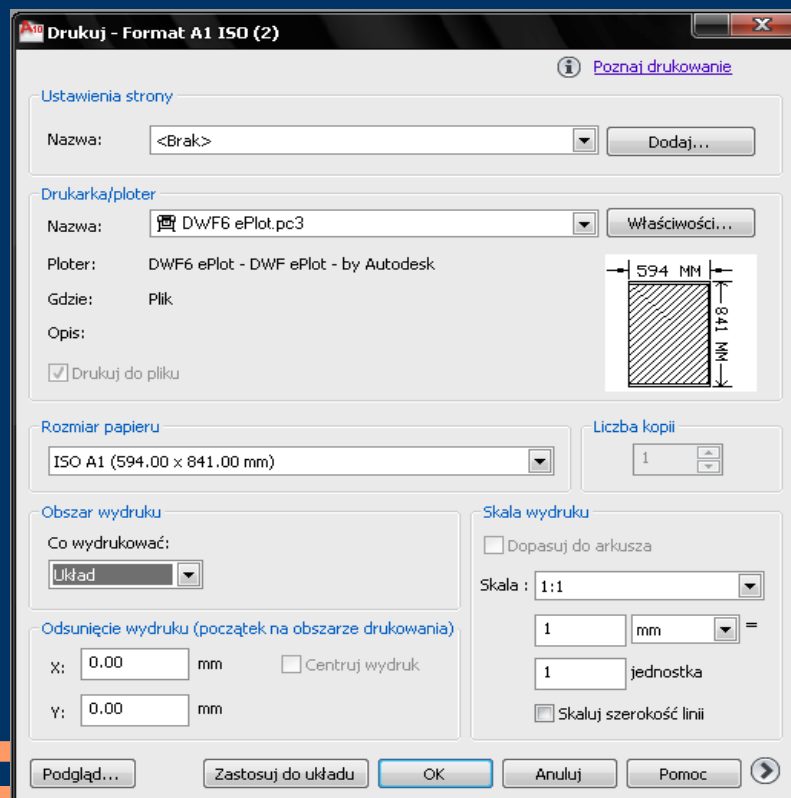 A10 Drukuj - Format A1 ISO (2)
Poznaj drukowanie
Ustawienia strony
Nazwa: <Brak> Dodaj...
Drukarka/ploter
Nazwa: DWF6 ePlot.pc3 Właściwości...
Ploter: DWF6 ePlot - DWF ePlot - by Autodesk
Gdzie: Plik
Opis:
Drukuj do pliku
594 MM
841 MM
Rozmiar papieru
ISO A1 (594.00 x 841.00 mm)
Liczba kopii
1
Obszar wydruku
Co wydrukować:
Układ
Odsunięcie wydruku (początek na obszarze drukowania)
X: 0.00 mm Centruj wydruk
Y: 0.00 mm
Skala wydruku
Dopasuj do arkusza
Skala : 1:1
1 mm =
1 jednostka
Skaluj szerokość linii
Podgląd... Zastosuj do układu OK Anuluj Pomoc